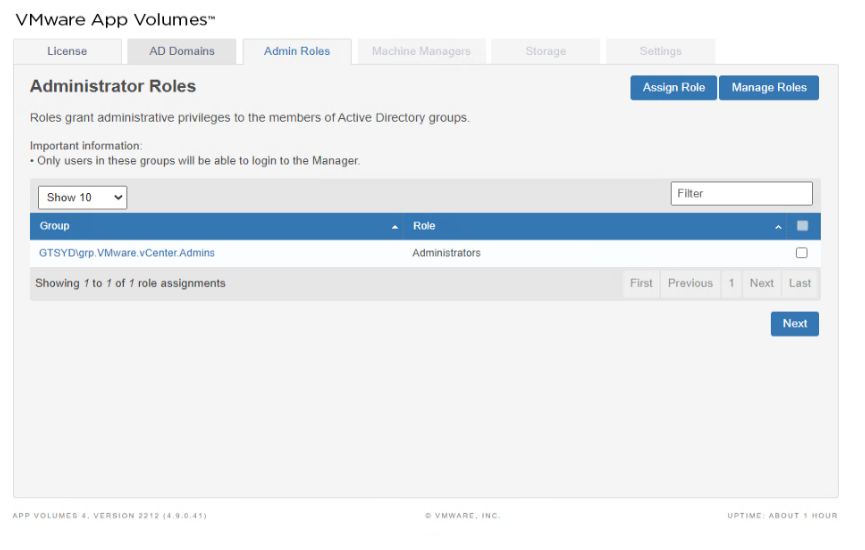 VMware App Volumes™
License AD Domains Admin Roles Machine Managers Storage Settings
Administrator Roles
Assign Role Manage Roles
Roles grant administrative privileges to the members of Active Directory groups.
Important information:
• Only users in these groups will be able to login to the Manager.
Show 10 Filter
Group Role
GTSYD\grp.VMware.vCenter.Admins Administrators
Showing 1 to 1 of 1 role assignments First Previous 1 Next Last
Next
APP VOLUMES 4, VERSION 2212 (4.9.0.41) © VMWARE, INC. UPTIME: ABOUT 1 HOUR